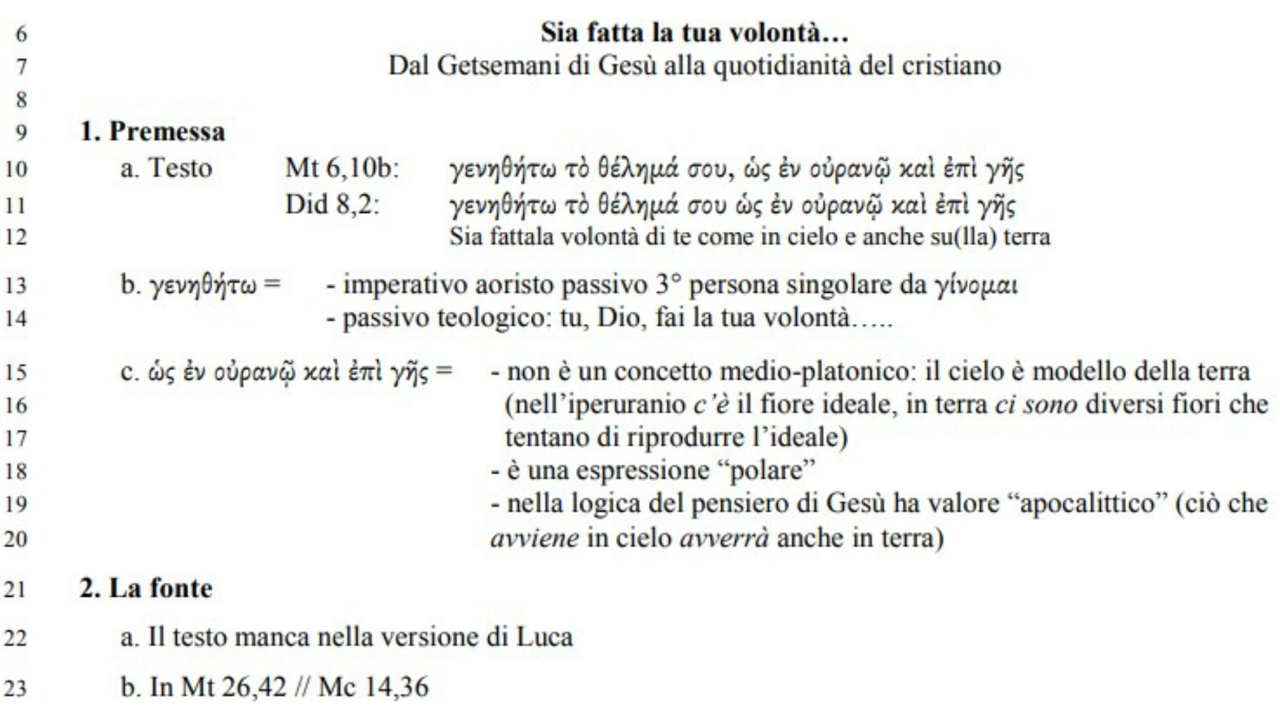 6 Sia fatta la tua volontà…
7 Dal Getsemani di Gesù alla quotidianità del cristiano
8
9 1. Premessa
10 a. Testo Mt 6,10b: γενηθήτω τὸ θέλημά σου, ὡς ἐν οὐρανῷ καὶ ἐπὶ γῆς
11 Did 8,2: γενηθήτω τὸ θέλημά σου ὡς ἐν οὐρανῷ καὶ ἐπὶ γῆς
12 Sia fattala volontà di te come in cielo e anche su(lla) terra
13 b. γενηθήτω = - imperativo aoristo passivo 3° persona singolare da γίνομαι
14 - passivo teologico: tu, Dio, fai la tua volontà…..
15 c. ὡς ἐν οὐρανῷ καὶ ἐπὶ γῆς = - non è un concetto medio-platonico: il cielo è modello della terra
16 (nell’iperuranio c’è il fiore ideale, in terra ci sono diversi fiori che
17 tentano di riprodurre l’ideale)
18 - è una espressione “polare”
19 - nella logica del pensiero di Gesù ha valore “apocalittico” (ciò che
20 avviene in cielo avverrà anche in terra)
21 2. La fonte
22 a. Il testo manca nella versione di Luca
23 b. In Mt 26,42 // Mc 14,36